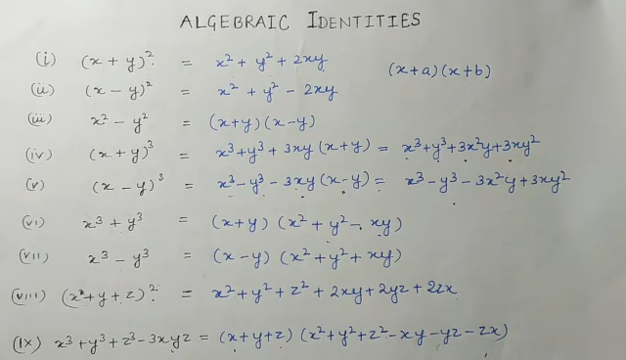 ALGEBRAIC IDENTITIES
(i) (x + y)² = x² + y² + 2xy
(x+a)(x+b)
(ii) (x - y)² = x² + y² - 2xy
(iii) x² - y² = (x+y)(x-y)
(iv) (x + y)³ = x³+y³ + 3xy(x+y) = x³+y³+3x²y+3xy²
(v) (x - y)³ = x³-y³ - 3xy(x-y) = x³-y³-3x²y+3xy²
(vi) x³ + y³ = (x+y) (x² + y² - xy)
(vii) x³ - y³ = (x-y) (x² + y² + xy)
(viii) (x+y+z)² = x² + y² + z² + 2xy + 2yz + 2zx
(ix) x³ + y³ + z³ - 3xyz = (x+y+z) (x²+y²+z²-xy-yz-zx)